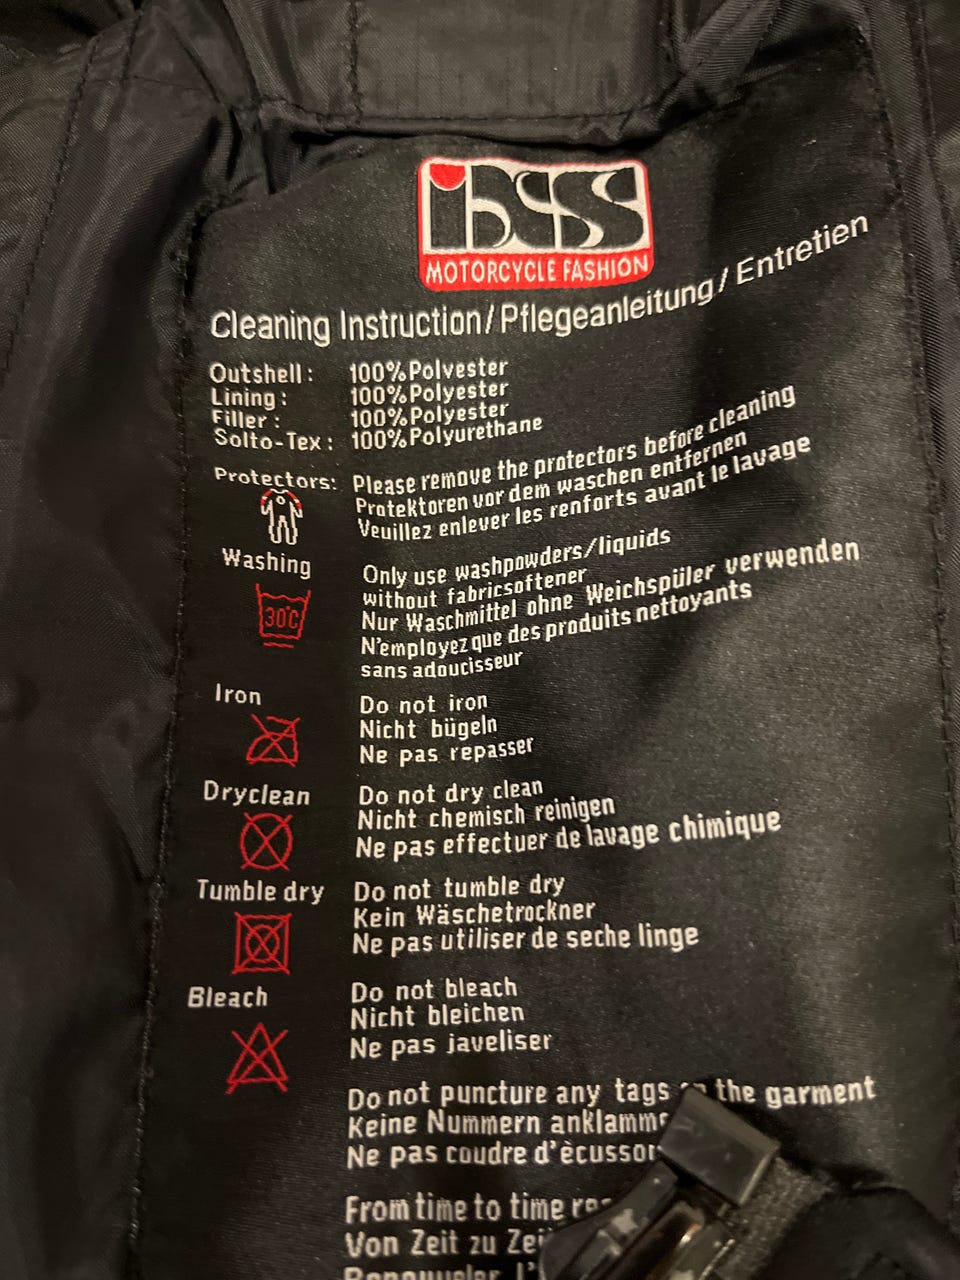 ixs
MOTORCYCLE FASHION
Cleaning Instruction / Pflegeanleitung / Entretien
Outshell: 100% Polyester
Lining: 100% Polyester
Filler: 100% Polyester
Solto-Tex: 100% Polyurethane
Protectors: Please remove the protectors before cleaning
Protektoren vor dem waschen entfernen
Veuillez enlever les renforts avant le lavage
Washing Only use washpowders/liquids
without fabricsoftener
30°C Nur Waschmittel ohne Weichspüler verwenden
N'employez que des produits nettoyants
sans adoucisseur
Iron Do not iron
Nicht bügeln
Ne pas repasser
Dryclean Do not dry clean
Nicht chemisch reinigen
Ne pas effectuer de lavage chimique
Tumble dry Do not tumble dry
Kein Wäschetrockner
Ne pas utiliser de seche linge
Bleach Do not bleach
Nicht bleichen
Ne pas javeliser
Do not puncture any tags the garment
Keine Nummern
Ne pas coudre d'ècusson
From time to time
Von Zeit zu